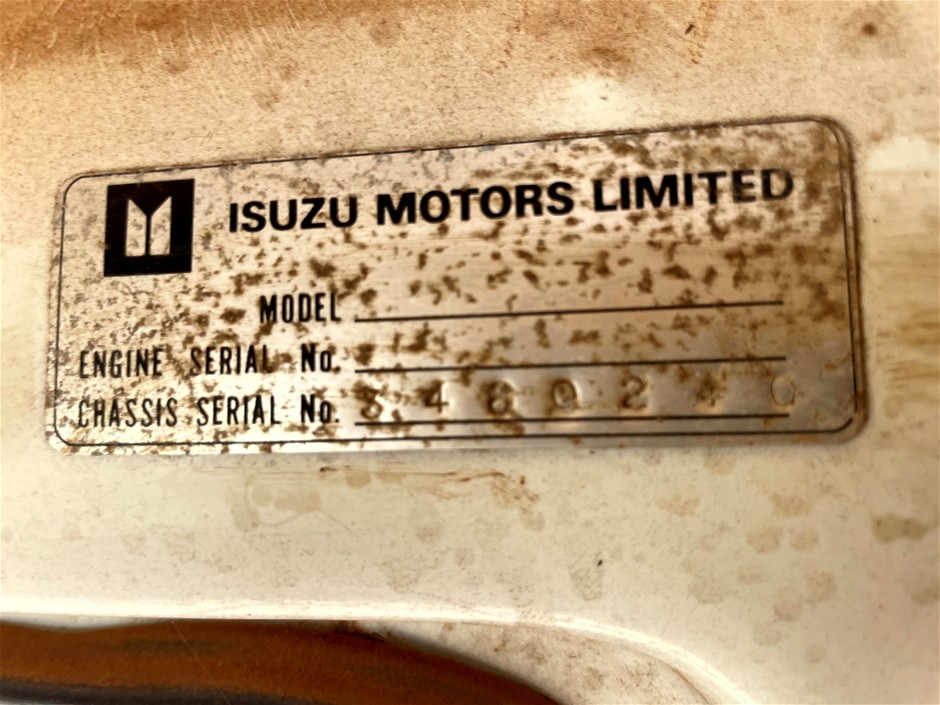 ISUZU MOTORS LIMITED
MODEL
ENGINE SERIAL No.
CHASSIS SERIAL No.